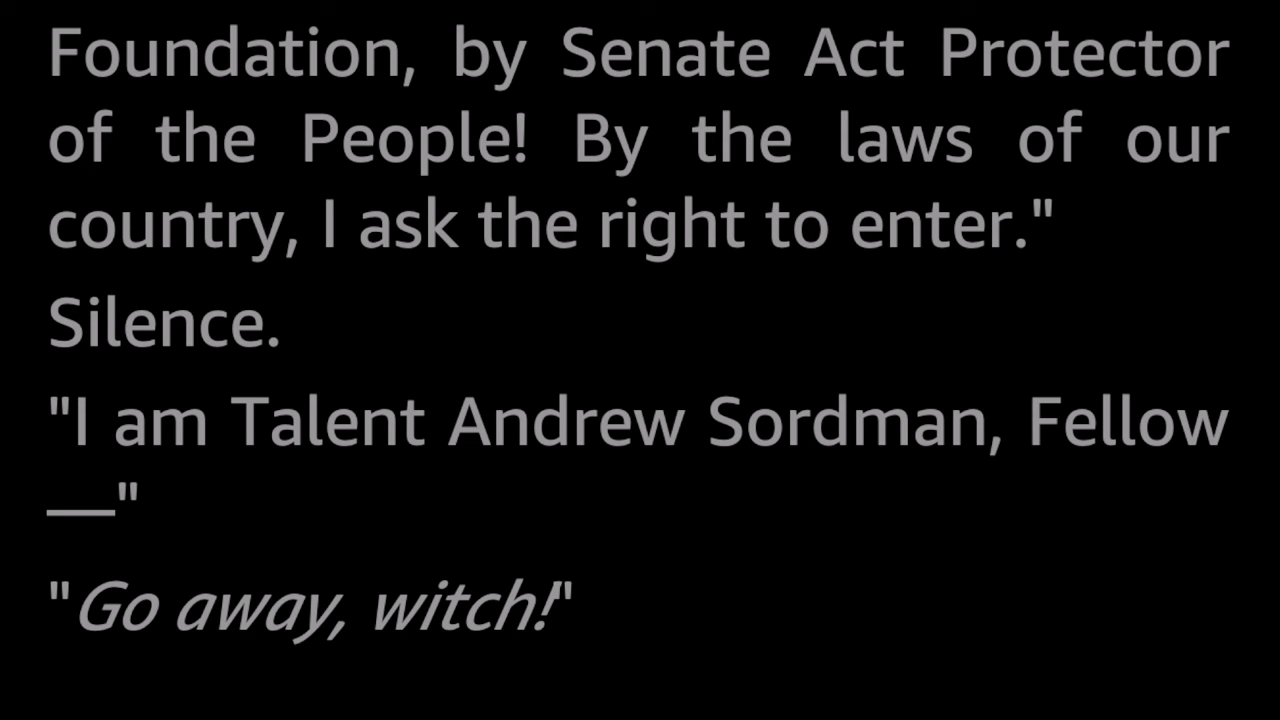 Foundation, by Senate Act Protector
of the People! By the laws of our
country, I ask the right to enter."
Silence.
"I am Talent Andrew Sordman, Fellow
—"
"Go away, witch!"